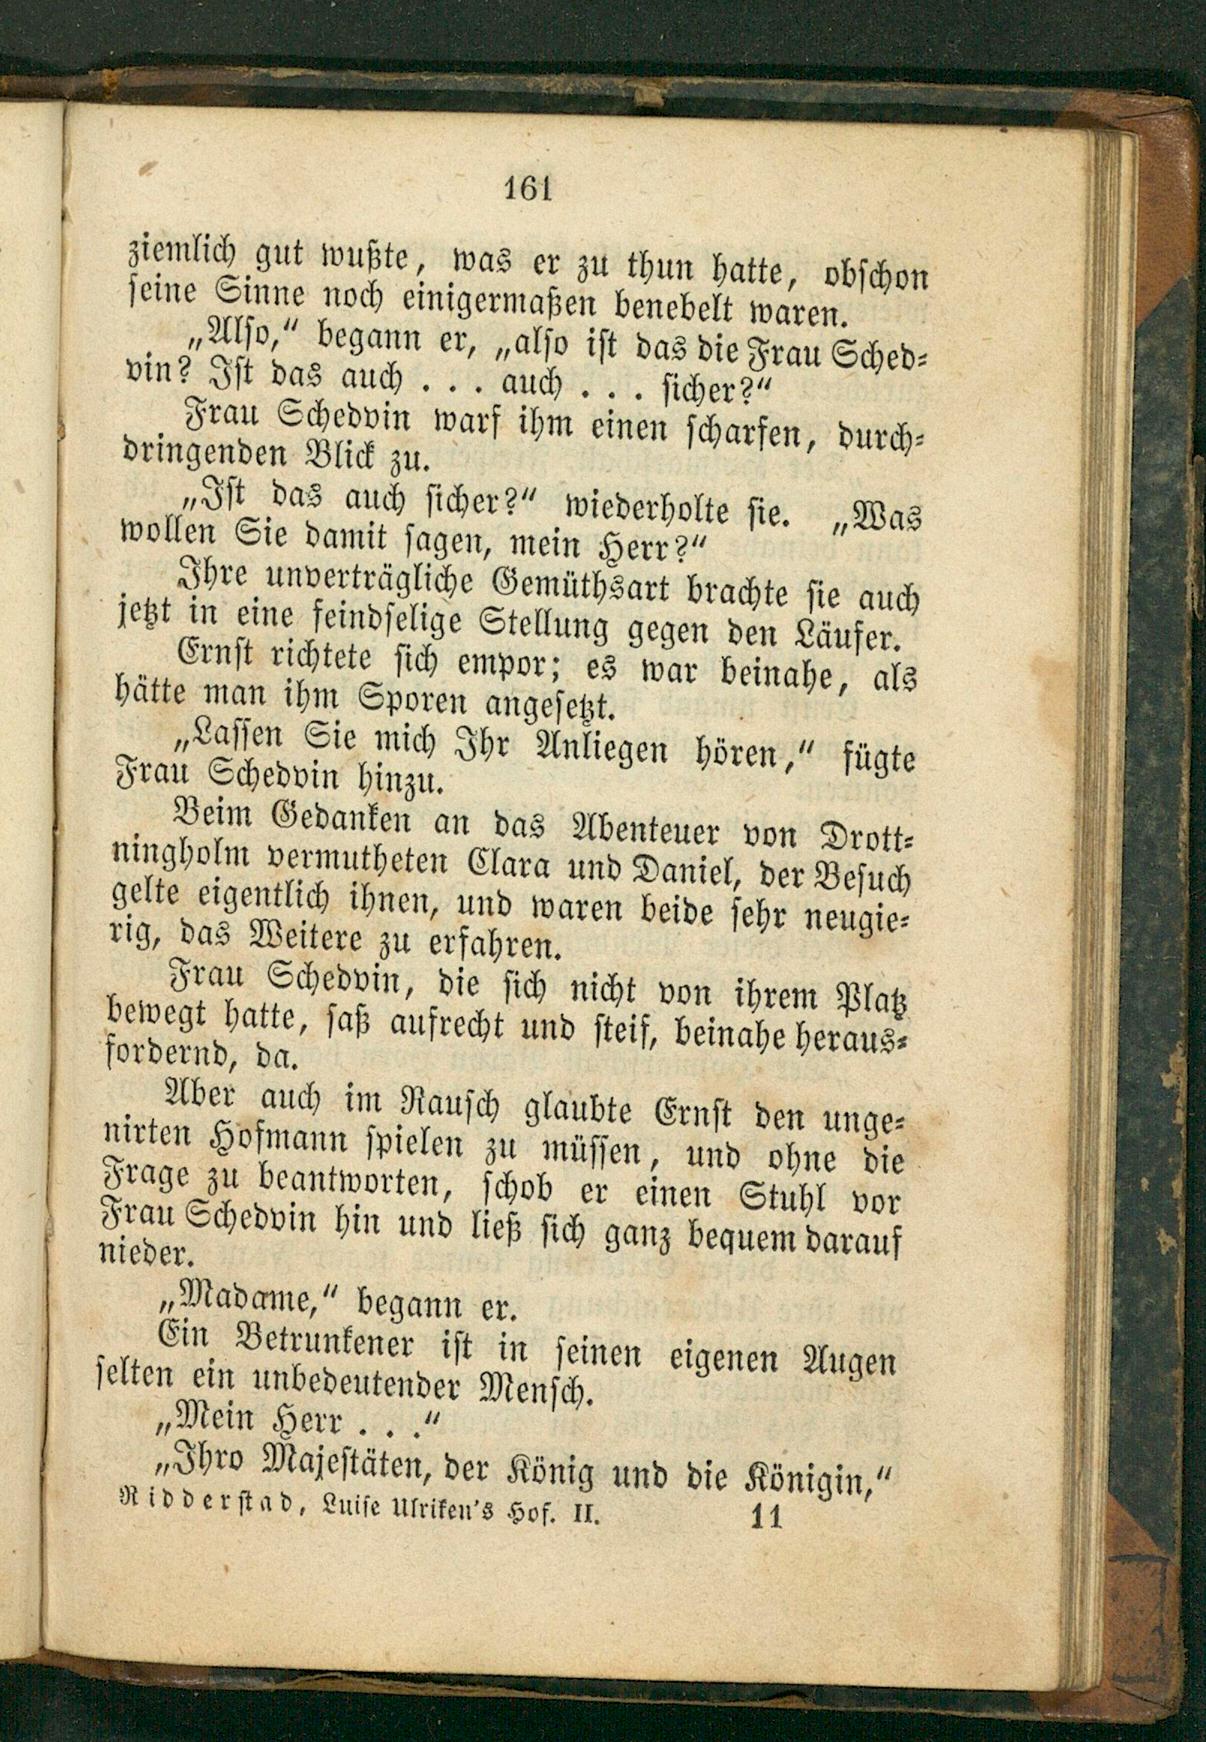 161
ziemlich gut wußte, was er zu thun hatte, obschon
seine Sinne noch einigermaßen benebelt waren.
„Also,“ begann er, „also ist das die Frau Sched-
vin? Ist das auch . . . auch . . . sicher?“
Frau Schedvin warf ihm einen scharfen, durch-
dringenden Blick zu.
„Ist das auch sicher?“ wiederholte sie. „Was
wollen Sie damit sagen, mein Herr?“
Ihre unverträgliche Gemüthsart brachte sie auch
jetzt in eine feindselige Stellung gegen den Läufer.
Ernst richtete sich empor; es war beinahe, als
hätte man ihm Sporen angesetzt.
„Lassen Sie mich Ihr Anliegen hören,“ fügte
Frau Schedvin hinzu.
Beim Gedanken an das Abenteuer von Drott-
ningholm vermutheten Clara und Daniel, der Besuch
gelte eigentlich ihnen, und waren beide sehr neugie-
rig, das Weitere zu erfahren.
Frau Schedvin, die sich nicht von ihrem Platz
bewegt hatte, saß aufrecht und steif, beinahe heraus-
fordernd, da.
Aber auch im Rausch glaubte Ernst den unge-
nirten Hofmann spielen zu müssen, und ohne die
Frage zu beantworten, schob er einen Stuhl vor
Frau Schedvin hin und ließ sich ganz bequem darauf
nieder.
„Madame,“ begann er.
Ein Betrunkener ist in seinen eigenen Augen
selten ein unbedeutender Mensch.
„Mein Herr . . .“
„Ihro Majestäten, der König und die Königin,“
Ridderstad, Luise Ulriken's Hof. II. 11